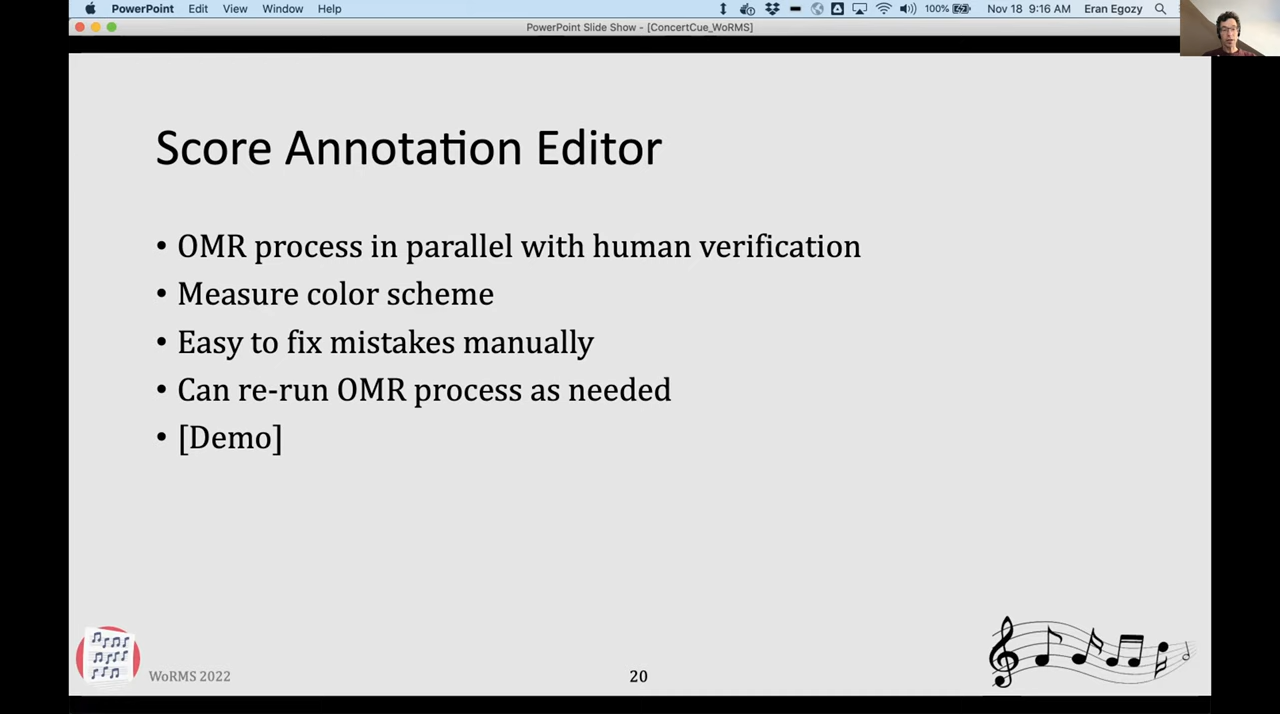 PowerPoint Edit View Window Help 100% Nov 18 9:16 AM Eran Egozy
PowerPoint Slide Show - [ConcertCue_WoRMS]
Score Annotation Editor
• OMR process in parallel with human verification
• Measure color scheme
• Easy to fix mistakes manually
• Can re-run OMR process as needed
• [Demo]
WoRMS 2022
20